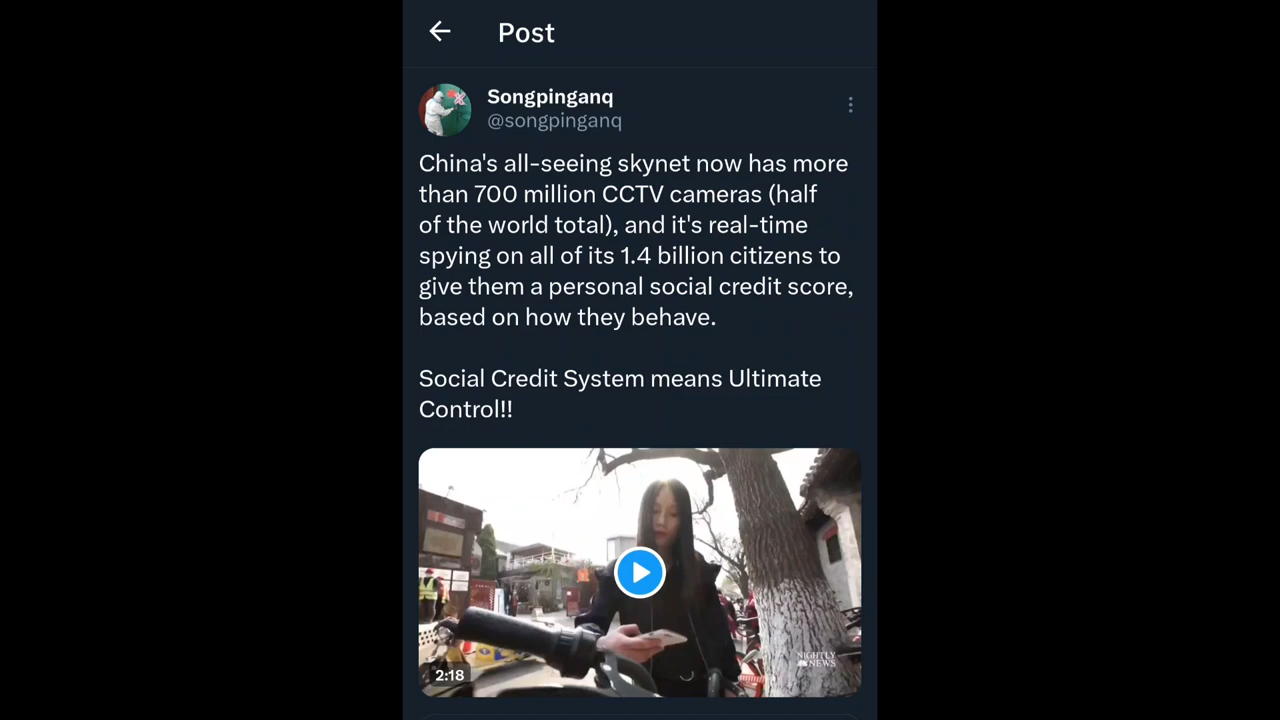 Post
Songpinganq
@songpinganq
China's all-seeing skynet now has more
than 700 million CCTV cameras (half
of the world total), and it's real-time
spying on all of its 1.4 billion citizens to
give them a personal social credit score,
based on how they behave.
Social Credit System means Ultimate
Control!!
2:18
NIGHTLY
NEWS